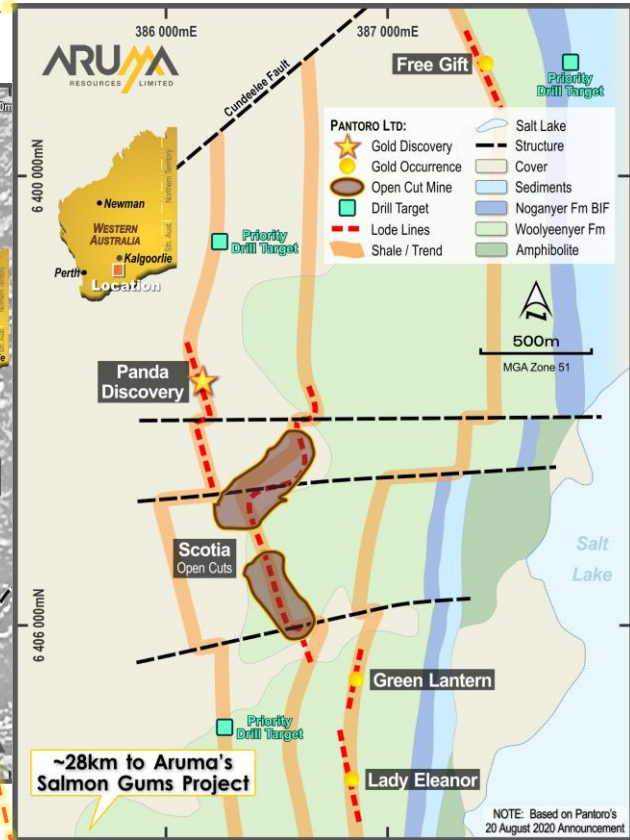 386 000mE
387 000mE
ARUMA
RESOURCES LIMITED
Cundeelee Fault
Free Gift
Priority
Drill Target
PANTORO LTD:
Gold Discovery
Gold Occurrence
Open Cut Mine
Drill Target
Lode Lines
Shale / Trend
Salt Lake
Structure
Cover
Sediments
Noganyer Fm BIF
Woolyeenyer Fm
Amphibolite
6 400 000mN
Newman
WESTERN
AUSTRALIA
Northern Territory
Sth. Aust.
Kalgoorlie
Perth
Location
Priority
Drill Target
N
500m
MGA Zone 51
Panda
Discovery
Scotia
Open Cuts
Salt
Lake
6 406 000mN
Green Lantern
Priority
Drill Target
Lady Eleanor
~28km to Aruma's
Salmon Gums Project
NOTE: Based on Pantoro's
20 August 2020 Announcement